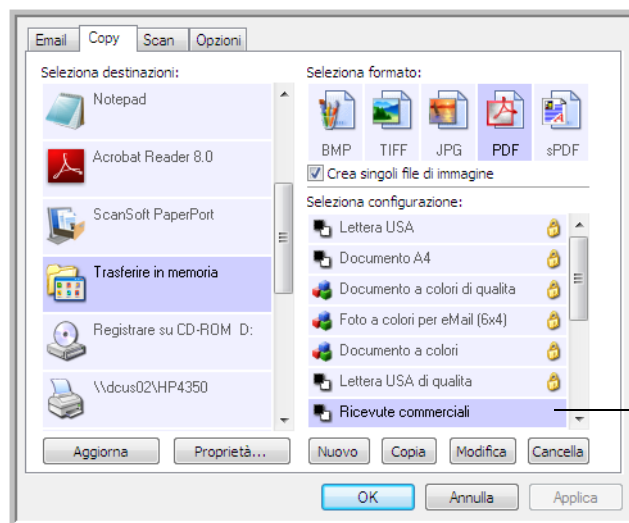 Email Copy Scan Opzioni
Seleziona destinazioni:
Notepad
Acrobat Reader 8.0
ScanSoft PaperPort
Trasferire in memoria
Registrare su CD-ROM D:
\\dcus02\HP4350
Aggiorna Proprietà...
Seleziona formato:
BMP TIFF JPG PDF sPDF
Crea singoli file di immagine
Seleziona configurazione:
Lettera USA
Documento A4
Documento a colori di qualita
Foto a colori per eMail (6x4)
Documento a colori
Lettera USA di qualita
Ricevute commerciali
Nuovo Copia Modifica Cancella
OK Annulla Applica